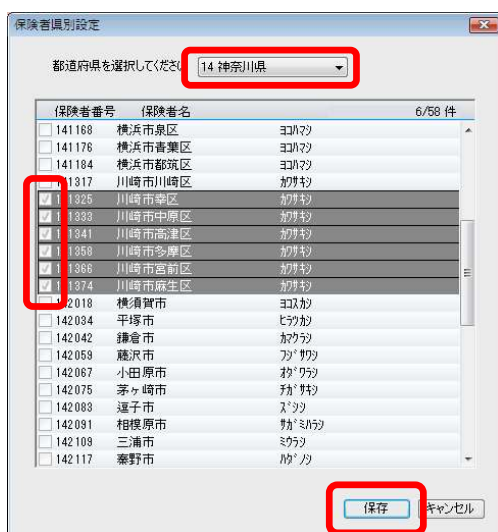 保険者識別設定
都道府県を選択してください 14 神奈川県
保険者番号 保険者名 6/58 件
141168 横浜市泉区 ﾖｺﾊﾏｼ
141176 横浜市青葉区 ﾖｺﾊﾏｼ
141184 横浜市都筑区 ﾖｺﾊﾏｼ
141317 川崎市川崎区 ｶﾜｻｷｼ
141325 川崎市幸区 ｶﾜｻｷｼ
141333 川崎市中原区 ｶﾜｻｷｼ
141341 川崎市高津区 ｶﾜｻｷｼ
141358 川崎市多摩区 ｶﾜｻｷｼ
141366 川崎市宮前区 ｶﾜｻｷｼ
141374 川崎市麻生区 ｶﾜｻｷｼ
142018 横須賀市 ﾖｺｽｶｼ
142034 平塚市 ﾋﾗﾂｶｼ
142042 鎌倉市 ｶﾏｸﾗｼ
142059 藤沢市 ﾌｼﾞｻﾜｼ
142067 小田原市 ｵﾀﾞﾜﾗｼ
142075 茅ヶ崎市 ﾁｶﾞｻｷｼ
142083 逗子市 ｽﾞｼｼ
142091 相模原市 ｻｶﾞﾐﾊﾗｼ
142109 三浦市 ﾐｳﾗｼ
142117 秦野市 ﾊﾀﾞﾉｼ
保存 キャンセル